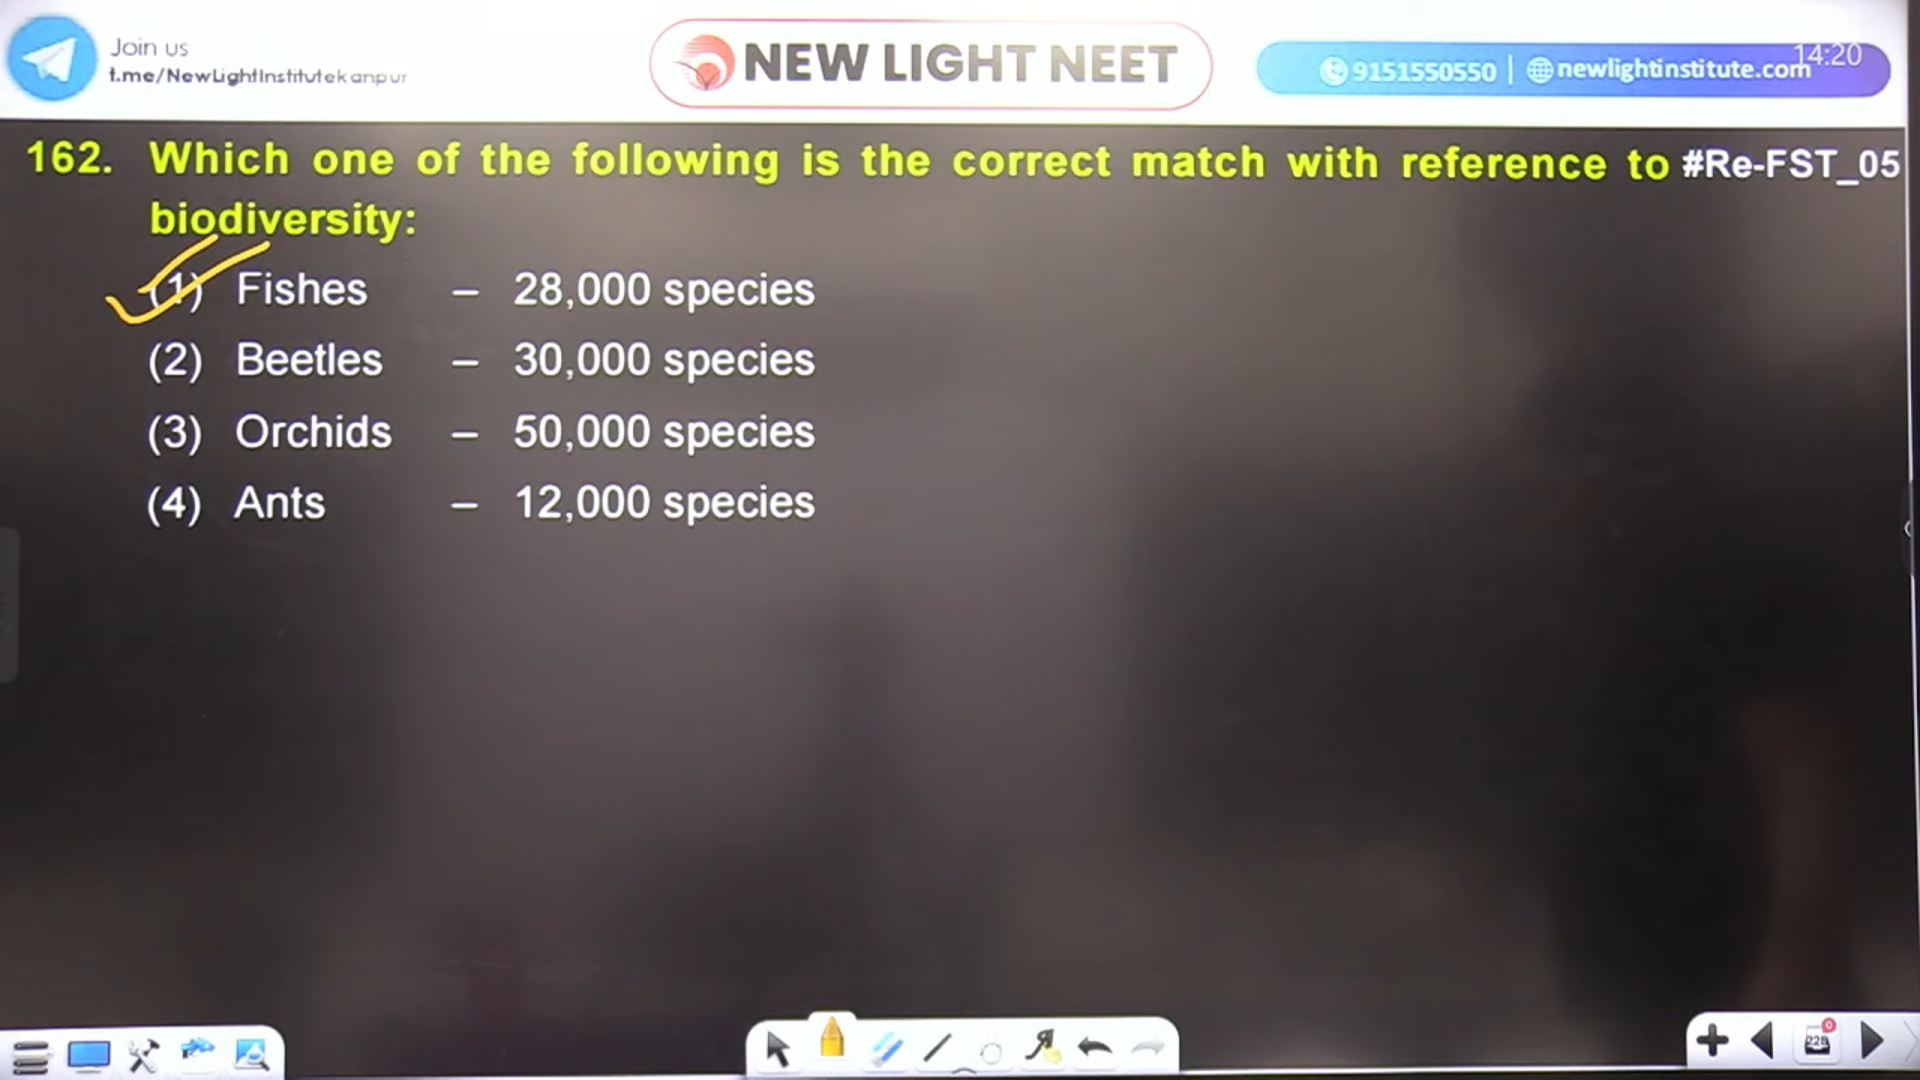 Join us
t.me/NewLightInstitutekanpur
NEW LIGHT NEET
9151550550 | newlightinstitute.com
14:20
162. Which one of the following is the correct match with reference to #Re-FST_05
biodiversity:
(1) Fishes – 28,000 species
(2) Beetles – 30,000 species
(3) Orchids – 50,000 species
(4) Ants – 12,000 species
0
228